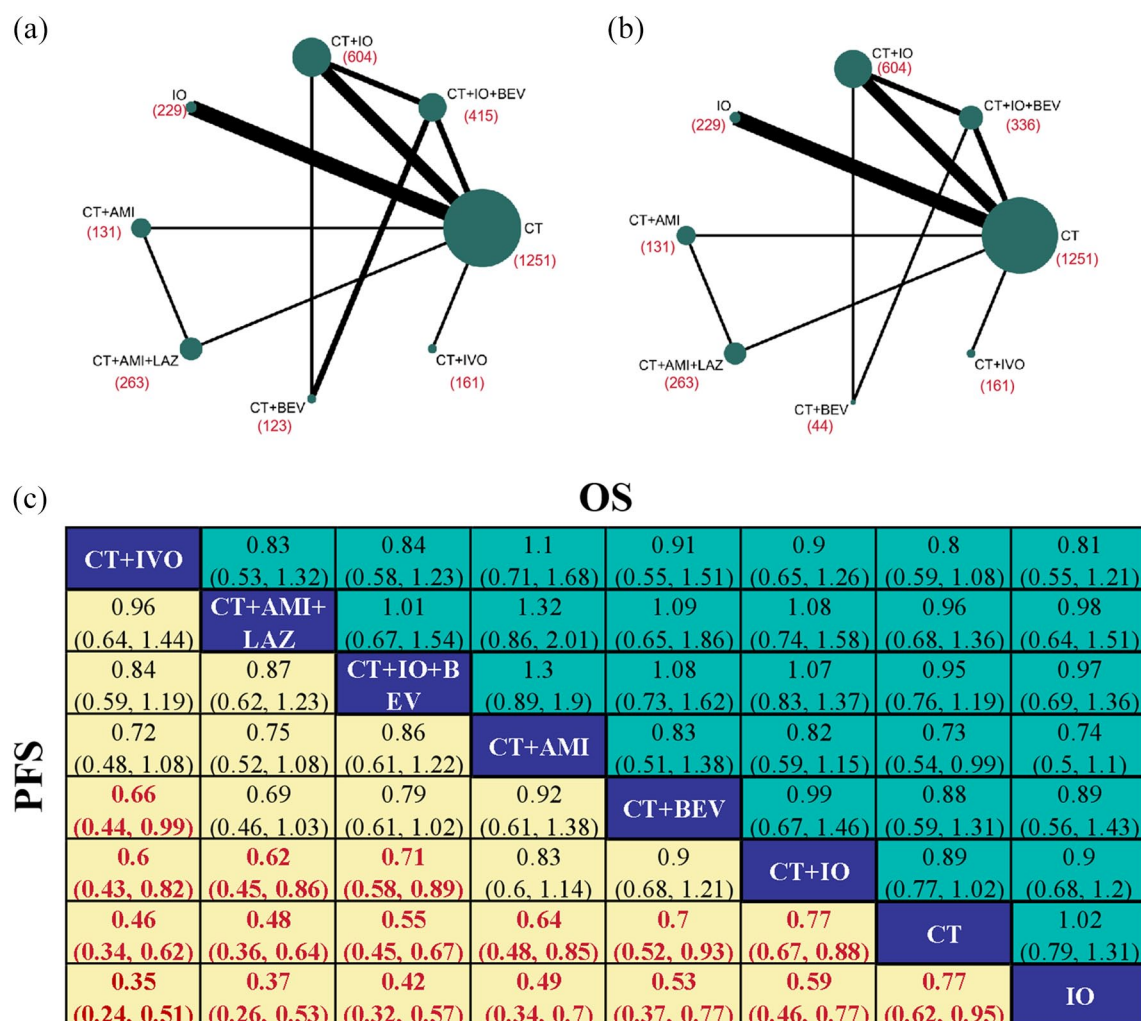 (a)
CT+IO
(604)
IO
(229)
CT+IO+BEV
(415)
CT+AMI
(131)
CT
(1251)
CT+AMI+LAZ
(263)
CT+IVO
(161)
CT+BEV
(123)
(b)
CT+IO
(604)
IO
(229)
CT+IO+BEV
(336)
CT+AMI
(131)
CT
(1251)
CT+AMI+LAZ
(263)
CT+IVO
(161)
CT+BEV
(44)
(c)
OS
PFS
CT+IVO 0.83 0.84 1.1 0.91 0.9 0.8 0.81
(0.53, 1.32) (0.58, 1.23) (0.71, 1.68) (0.55, 1.51) (0.65, 1.26) (0.59, 1.08) (0.55, 1.21)
0.96 CT+AMI+ 1.01 1.32 1.09 1.08 0.96 0.98
(0.64, 1.44) LAZ (0.67, 1.54) (0.86, 2.01) (0.65, 1.86) (0.74, 1.58) (0.68, 1.36) (0.64, 1.51)
0.84 0.87 CT+IO+B 1.3 1.08 1.07 0.95 0.97
(0.59, 1.19) (0.62, 1.23) EV (0.89, 1.9) (0.73, 1.62) (0.83, 1.37) (0.76, 1.19) (0.69, 1.36)
0.72 0.75 0.86 CT+AMI 0.83 0.82 0.73 0.74
(0.48, 1.08) (0.52, 1.08) (0.61, 1.22) (0.51, 1.38) (0.59, 1.15) (0.54, 0.99) (0.5, 1.1)
0.66 0.69 0.79 0.92 CT+BEV 0.99 0.88 0.89
(0.44, 0.99) (0.46, 1.03) (0.61, 1.02) (0.61, 1.38) (0.67, 1.46) (0.59, 1.31) (0.56, 1.43)
0.6 0.62 0.71 0.83 0.9 CT+IO 0.89 0.9
(0.43, 0.82) (0.45, 0.86) (0.58, 0.89) (0.6, 1.14) (0.68, 1.21) (0.77, 1.02) (0.68, 1.2)
0.46 0.48 0.55 0.64 0.7 0.77 CT 1.02
(0.34, 0.62) (0.36, 0.64) (0.45, 0.67) (0.48, 0.85) (0.52, 0.93) (0.67, 0.88) (0.79, 1.31)
0.35 0.37 0.42 0.49 0.53 0.59 0.77 IO
(0.24, 0.51) (0.26, 0.53) (0.32, 0.57) (0.34, 0.7) (0.37, 0.77) (0.46, 0.77) (0.62, 0.95)